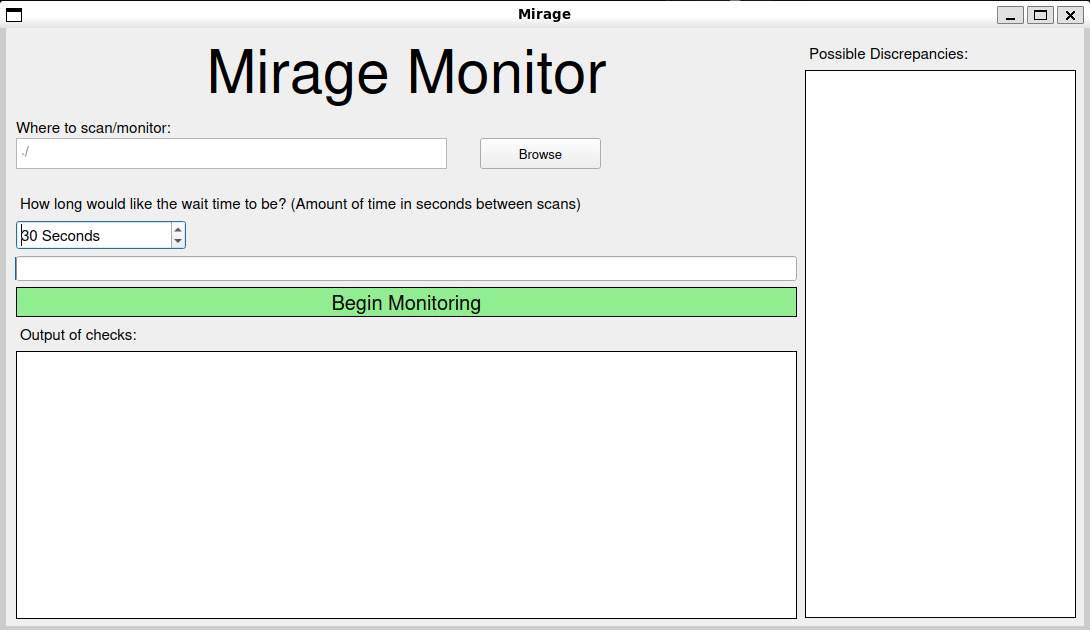 Mirage
Mirage Monitor
Possible Discrepancies:
Where to scan/monitor:
./
Browse
How long would like the wait time to be? (Amount of time in seconds between scans)
30 Seconds
Begin Monitoring
Output of checks: